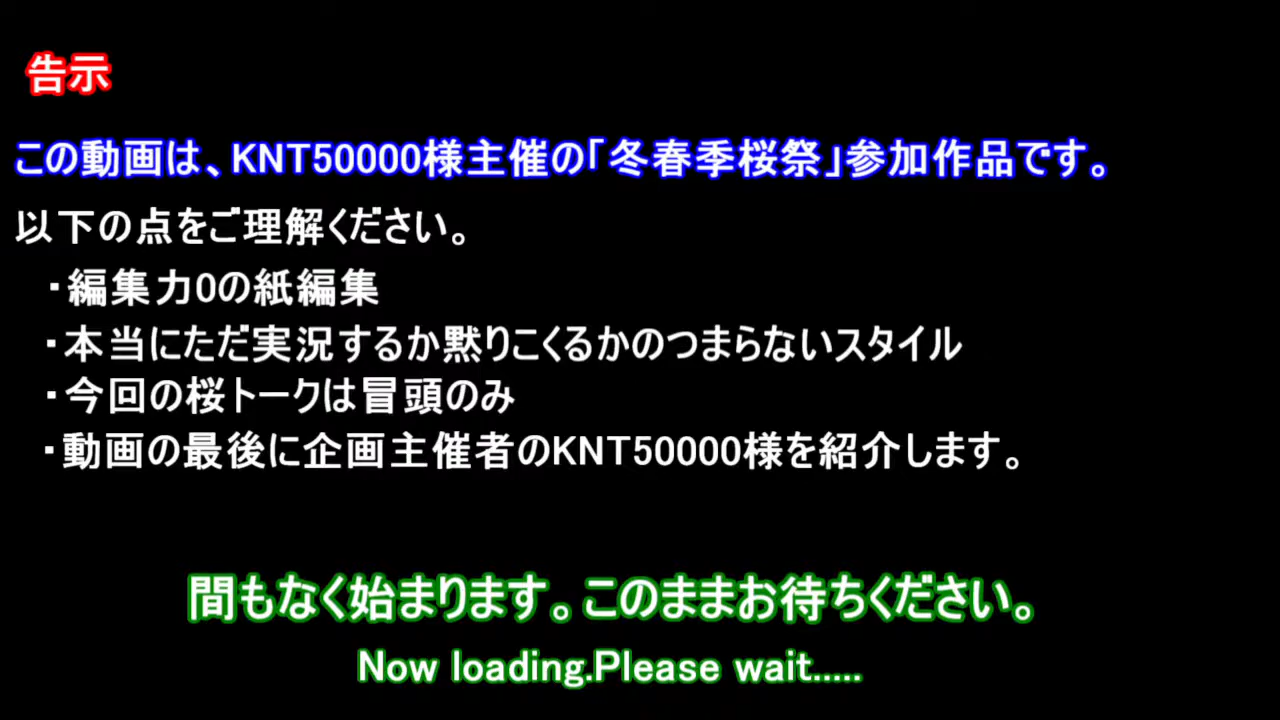 告示
この動画は、KNT50000様主催の「冬春季桜祭」参加作品です。
以下の点をご理解ください。
・編集力0の紙編集
・本当にただ実況するか黙りこくるかのつまらないスタイル
・今回の桜トークは冒頭のみ
・動画の最後に企画主催者のKNT50000様を紹介します。
間もなく始まります。このままお待ちください。
Now loading.Please wait.....